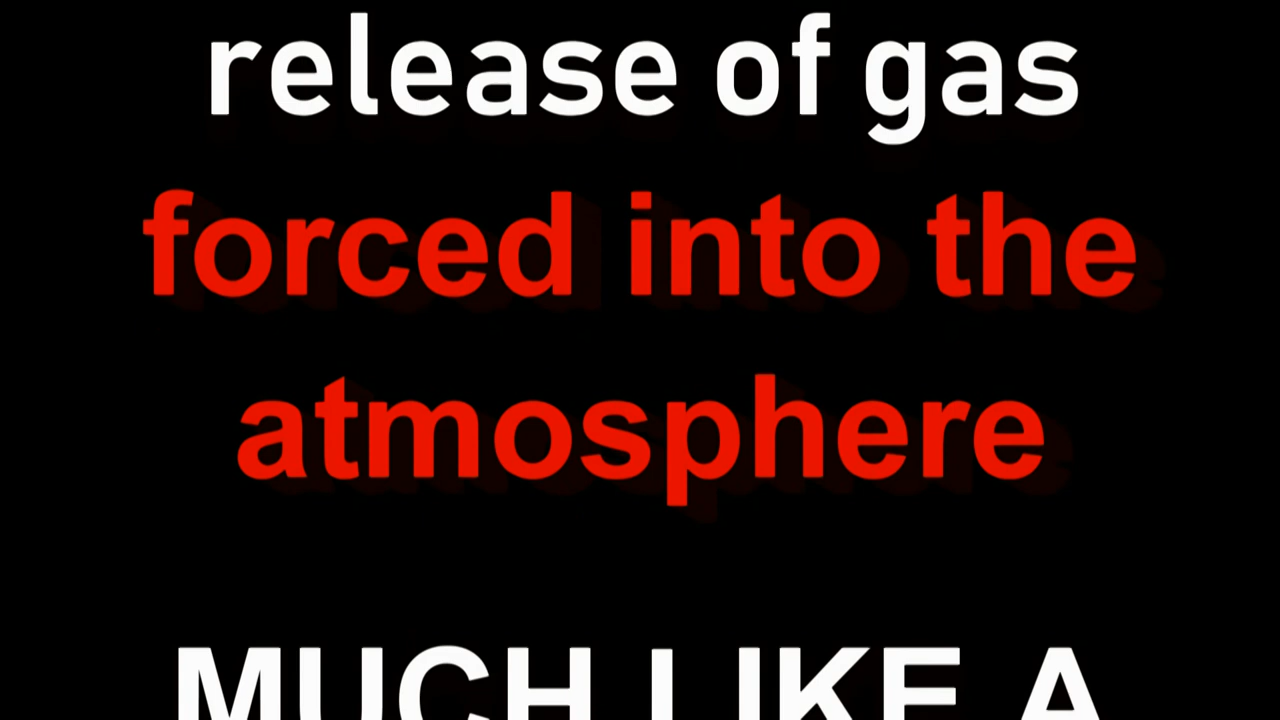 release of gas
forced into the
atmosphere
MUCH LIKE A